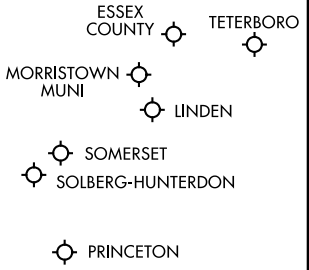 ESSEX
COUNTY
TETERBORO
MORRISTOWN
MUNI
LINDEN
SOMERSET
SOLBERG-HUNTERDON
PRINCETON